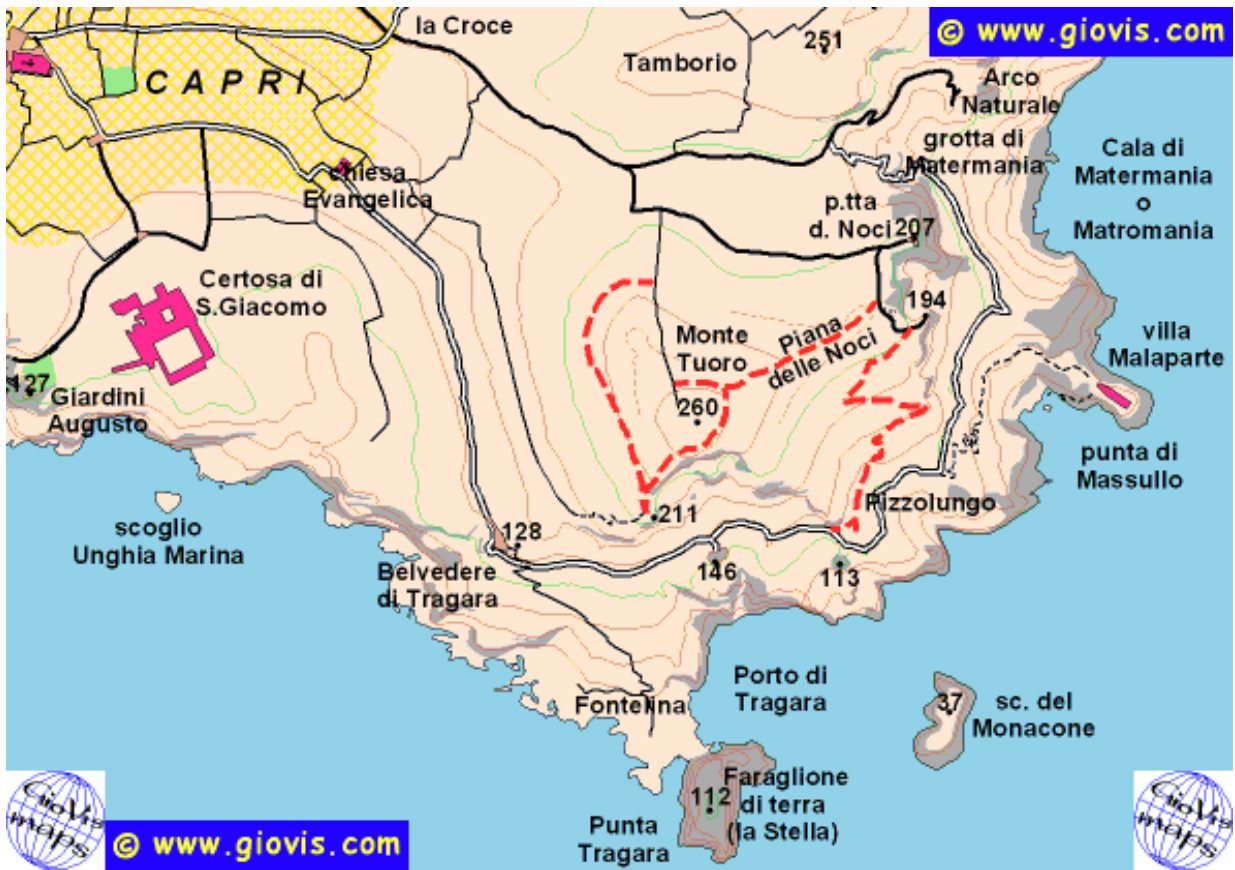 la Croce
251
© www.giovis.com
Tamborio
Arco
Naturale
CAPRI
grotta di
Matermania
Cala di
Matermania
o
Matromania
chiesa
Evangelica
p.tta
d. Noci
207
Certosa di
S.Giacomo
194
Piana
delle Noci
Monte
Tuoro
villa
Malaparte
127
Giardini
Augusto
260
punta di
Massullo
Pizzolungo
211
scoglio
Unghia Marina
128
146
113
Belvedere
di Tragara
Fontelina
Porto di
Tragara
37
sc. del
Monacone
Faraglione
di terra
(la Stella)
112
Punta
Tragara
GioVis
maps
© www.giovis.com
GioVis
maps